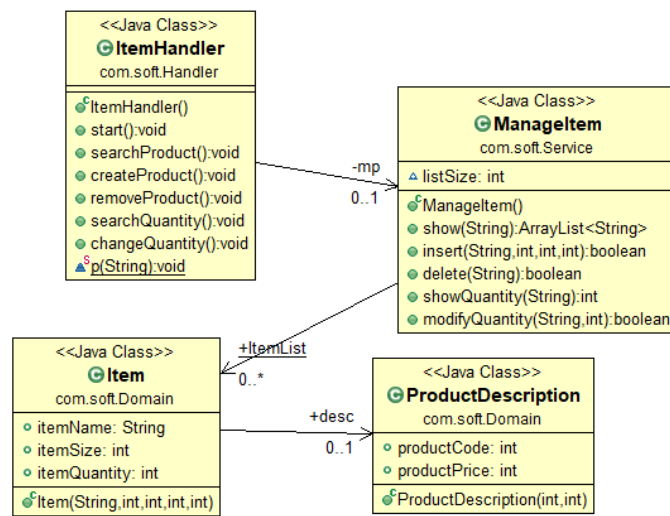 <<Java Class>>
ItemHandler
com.soft.Handler
ItemHandler()
start():void
searchProduct():void
createProduct():void
removeProduct():void
searchQuantity():void
changeQuantity():void
p(String):void
-mp
0..1
<<Java Class>>
ManageItem
com.soft.Service
listSize: int
ManageItem()
show(String):ArrayList<String>
insert(String,int,int,int):boolean
delete(String):boolean
showQuantity(String):int
modifyQuantity(String,int):boolean
+ItemList
0..*
<<Java Class>>
Item
com.soft.Domain
itemName: String
itemSize: int
itemQuantity: int
Item(String,int,int,int,int)
+desc
0..1
<<Java Class>>
ProductDescription
com.soft.Domain
productCode: int
productPrice: int
ProductDescription(int,int)